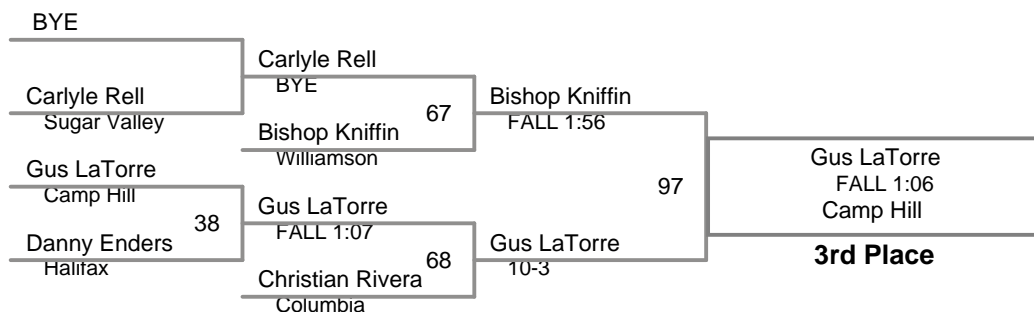 BYE
Carlyle Rell
Sugar Valley
Gus LaTorre
Camp Hill
38
Danny Enders
Halifax
Carlyle Rell
BYE
67
Bishop Kniffin
Williamson
Gus LaTorre
FALL 1:07
68
Christian Rivera
Columbia
Bishop Kniffin
FALL 1:56
97
Gus LaTorre
10-3
Gus LaTorre
FALL 1:06
Camp Hill
3rd Place